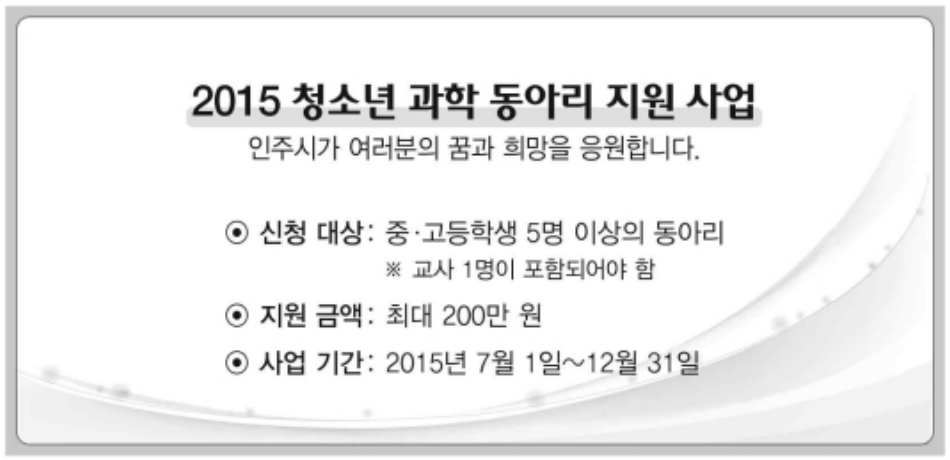 2015 청소년 과학 동아리 지원 사업
인주시가 여러분의 꿈과 희망을 응원합니다.
◉ 신청 대상: 중·고등학생 5명 이상의 동아리
※ 교사 1명이 포함되어야 함
◉ 지원 금액: 최대 200만 원
◉ 사업 기간: 2015년 7월 1일～12월 31일